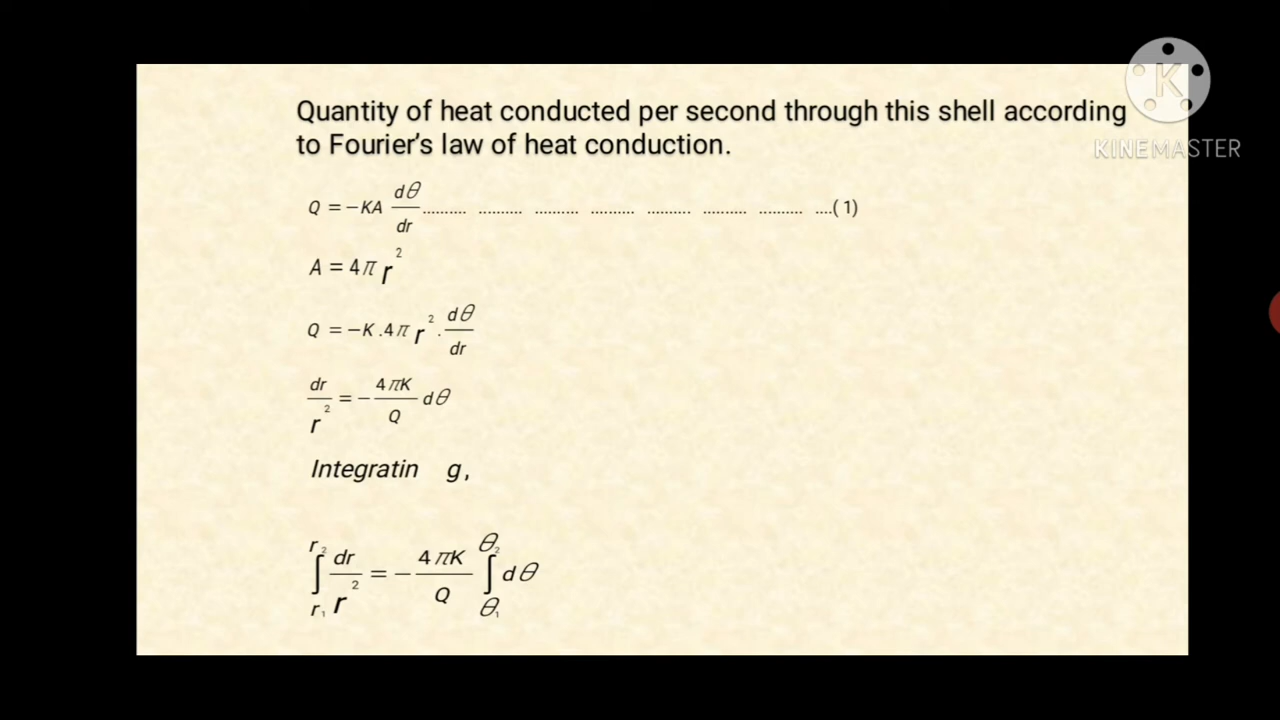 Quantity of heat conducted per second through this shell according
to Fourier's law of heat conduction.
Q = −KA dθ/dr .......... .......... .......... .......... .......... .......... .......... ....( 1)
A = 4π r²
Q = −K .4π r² . dθ/dr
dr/r² = − 4πK/Q dθ
Integratin g,
∫_{r₁}^{r₂} dr/r² = − 4πK/Q ∫_{θ₁}^{θ₂} dθ
K
KINEMASTER